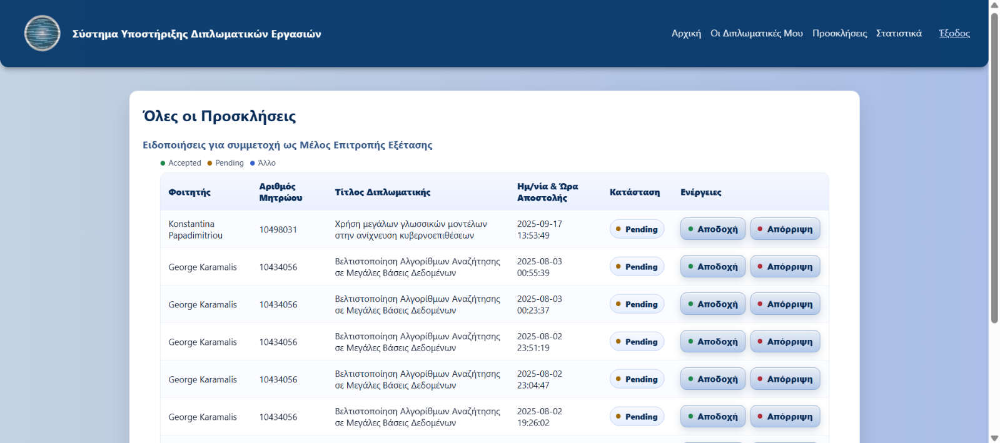 Σύστημα Υποστήριξης Διπλωματικών Εργασιών
Αρχική Οι Διπλωματικές Μου Προσκλήσεις Στατιστικά Έξοδος
Όλες οι Προσκλήσεις
Ειδοποιήσεις για συμμετοχή ως Μέλος Επιτροπής Εξέτασης
Accepted Pending Άλλο
Φοιτητής
Αριθμός
Μητρώου
Τίτλος Διπλωματικής
Ημ/νία & Ώρα
Αποστολής
Κατάσταση
Ενέργειες
Konstantina
Papadimitriou
10498031
Χρήση μεγάλων γλωσσικών μοντέλων
στην ανίχνευση κυβερνοεπιθέσεων
2025-09-17
13:53:49
Pending
Αποδοχή
Απόρριψη
George Karamalis
10434056
Βελτιστοποίηση Αλγορίθμων Αναζήτησης
σε Μεγάλες Βάσεις Δεδομένων
2025-08-03
00:55:39
Pending
Αποδοχή
Απόρριψη
George Karamalis
10434056
Βελτιστοποίηση Αλγορίθμων Αναζήτησης
σε Μεγάλες Βάσεις Δεδομένων
2025-08-03
00:23:37
Pending
Αποδοχή
Απόρριψη
George Karamalis
10434056
Βελτιστοποίηση Αλγορίθμων Αναζήτησης
σε Μεγάλες Βάσεις Δεδομένων
2025-08-02
23:51:19
Pending
Αποδοχή
Απόρριψη
George Karamalis
10434056
Βελτιστοποίηση Αλγορίθμων Αναζήτησης
σε Μεγάλες Βάσεις Δεδομένων
2025-08-02
23:04:47
Pending
Αποδοχή
Απόρριψη
George Karamalis
10434056
Βελτιστοποίηση Αλγορίθμων Αναζήτησης
σε Μεγάλες Βάσεις Δεδομένων
2025-08-02
19:26:02
Pending
Αποδοχή
Απόρριψη